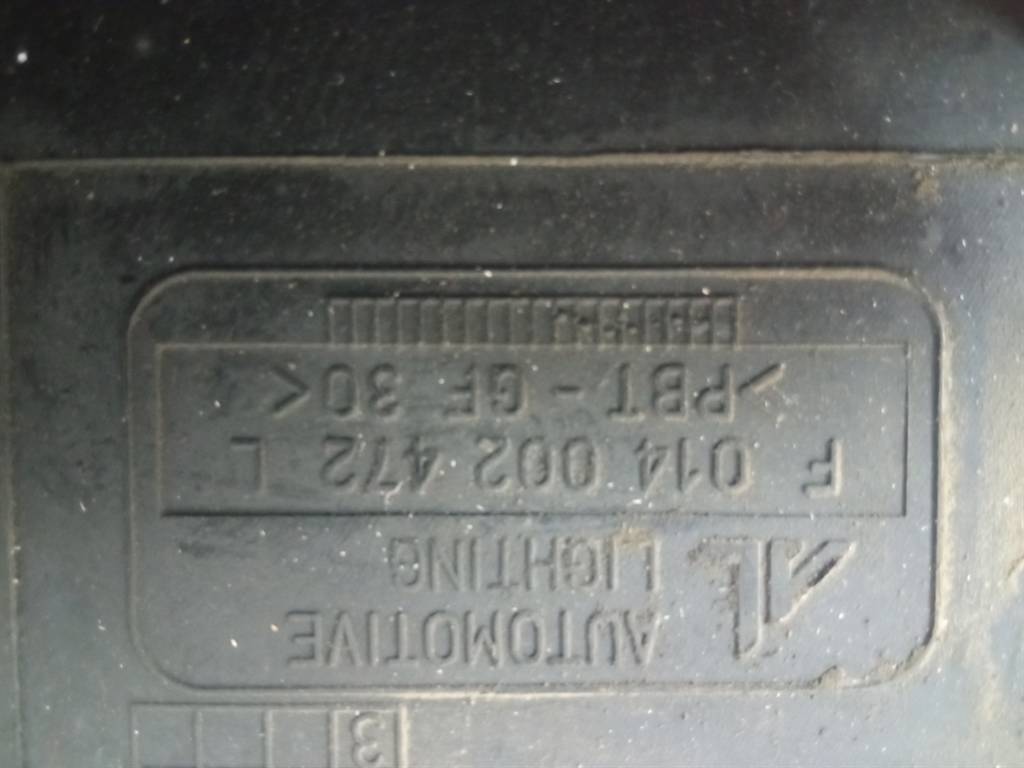 3
AUTOMOTIVE
LIGHTING
F 014 002 472 L
>PBT-GF 30<